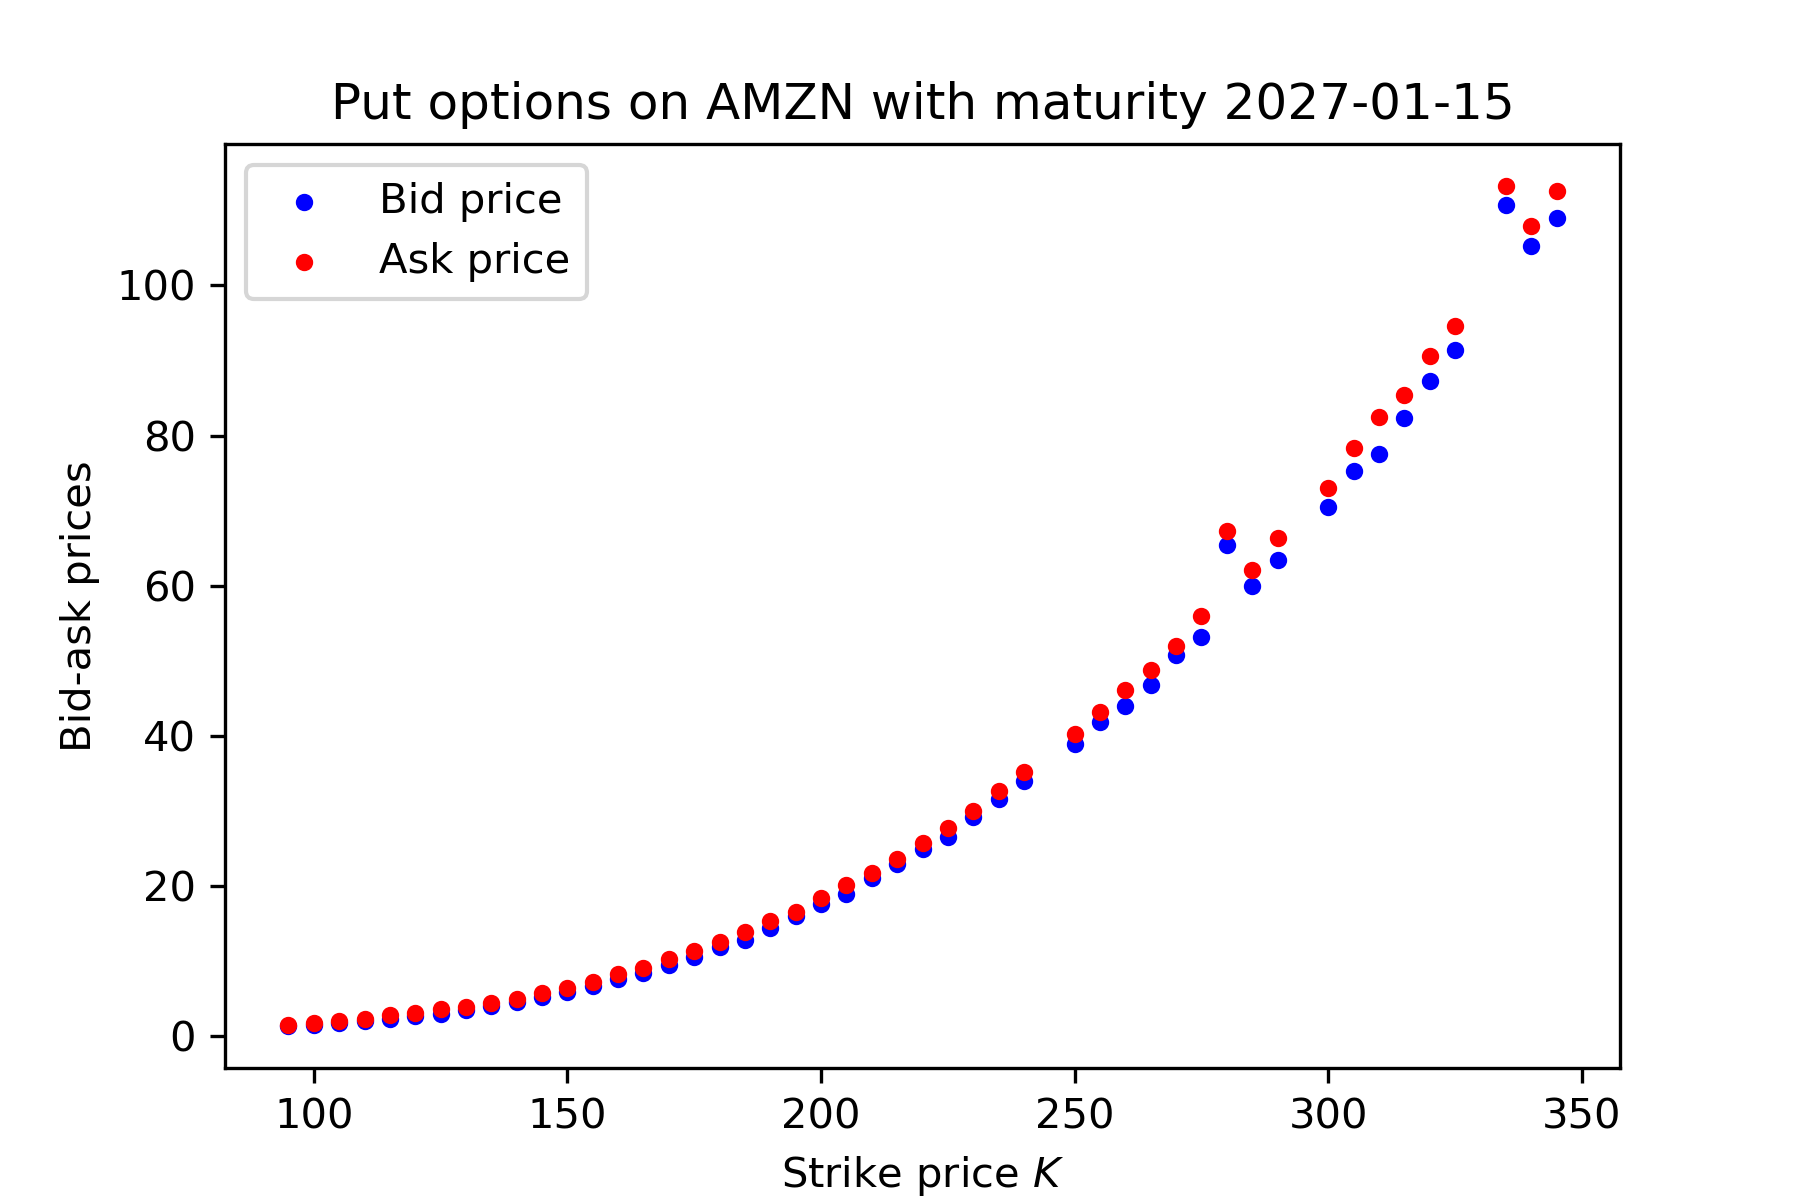 Put options on AMZN with maturity 2027-01-15
Bid price
Ask price
100
80
60
40
20
0
Bid-ask prices
100 150 200 250 300 350
Strike price K